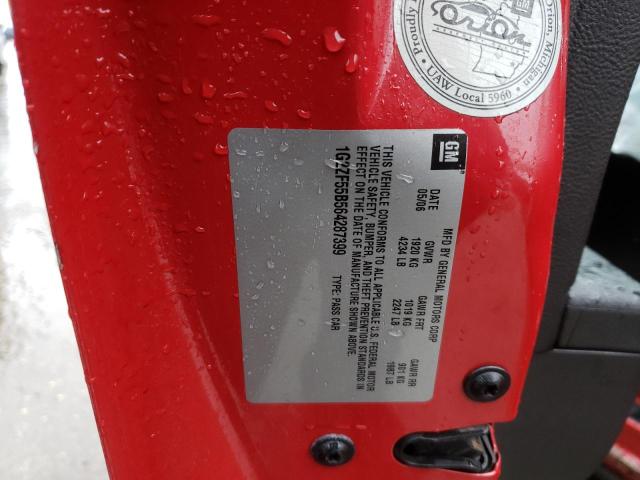 Orion
Proudly
Orion, Michigan
UAW Local 5960
GM
MFD BY GENERAL MOTORS CORP
DATE GVWR GAWR FRT GAWR RR
05/06 1920 KG 1019 KG 901 KG
4234 LB 2247 LB 1987 LB
THIS VEHICLE CONFORMS TO ALL APPLICABLE U.S. FEDERAL MOTOR
VEHICLE SAFETY, BUMPER, AND THEFT PREVENTION STANDARDS IN
EFFECT ON THE DATE OF MANUFACTURE SHOWN ABOVE.
1G2ZF55B564287399 TYPE: PASS CAR